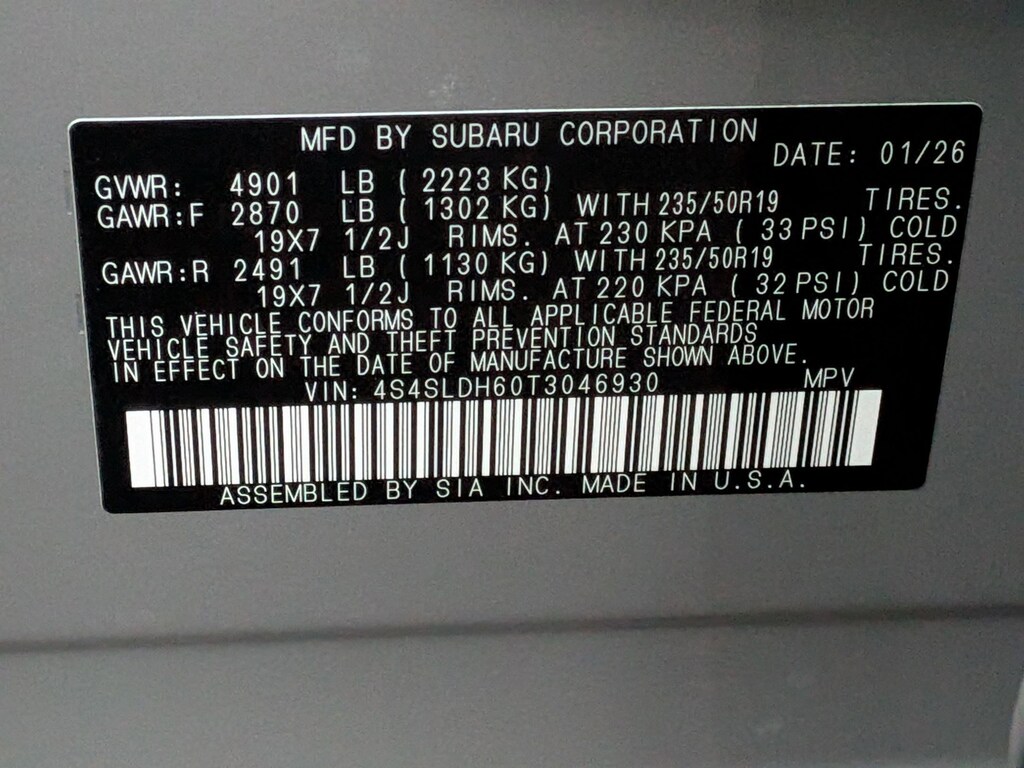 MFD BY SUBARU CORPORATION
DATE: 01/26
GVWR: 4901 LB ( 2223 KG)
GAWR:F 2870 LB ( 1302 KG) WITH 235/50R19 TIRES.
19X7 1/2J RIMS. AT 230 KPA ( 33 PSI) COLD
GAWR:R 2491 LB ( 1130 KG) WITH 235/50R19 TIRES.
19X7 1/2J RIMS. AT 220 KPA ( 32 PSI) COLD
THIS VEHICLE CONFORMS TO ALL APPLICABLE FEDERAL MOTOR
VEHICLE SAFETY AND THEFT PREVENTION STANDARDS
IN EFFECT ON THE DATE OF MANUFACTURE SHOWN ABOVE.
VIN: 4S4SLDH60T3046930 MPV
ASSEMBLED BY SIA INC. MADE IN U.S.A.